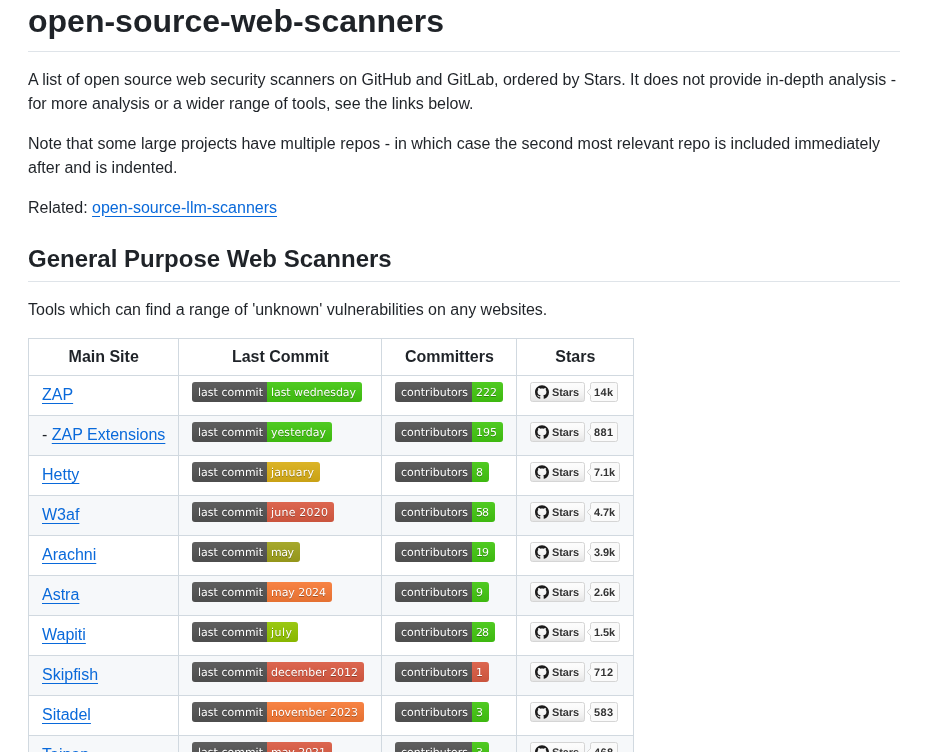 open-source-web-scanners
A list of open source web security scanners on GitHub and GitLab, ordered by Stars. It does not provide in-depth analysis -
for more analysis or a wider range of tools, see the links below.
Note that some large projects have multiple repos - in which case the second most relevant repo is included immediately
after and is indented.
Related: open-source-llm-scanners
General Purpose Web Scanners
Tools which can find a range of 'unknown' vulnerabilities on any websites.
Main Site Last Commit Committers Stars
ZAP last commit last wednesday contributors 222 Stars 14k
- ZAP Extensions last commit yesterday contributors 195 Stars 881
Hetty last commit january contributors 8 Stars 7.1k
W3af last commit june 2020 contributors 58 Stars 4.7k
Arachni last commit may contributors 19 Stars 3.9k
Astra last commit may 2024 contributors 9 Stars 2.6k
Wapiti last commit july contributors 28 Stars 1.5k
Skipfish last commit december 2012 contributors 1 Stars 712
Sitadel last commit november 2023 contributors 3 Stars 583
last commit may 2021 contributors 3 Stars 468